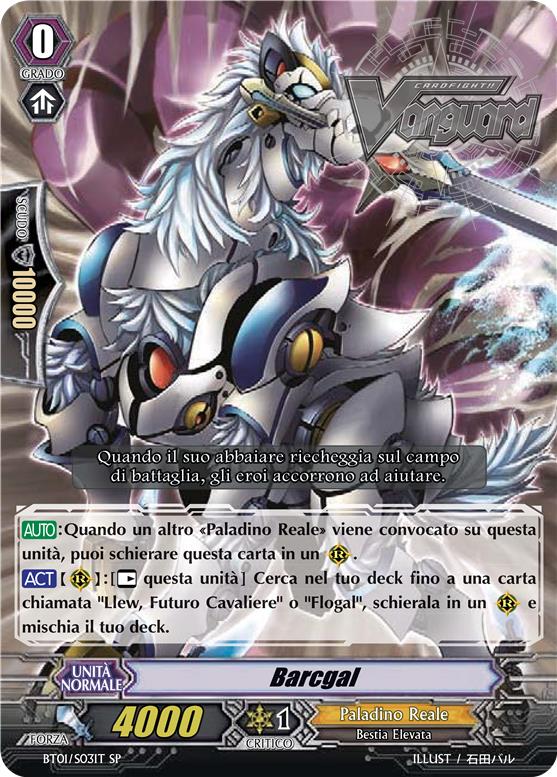 0
GRADO
CARDFIGHT!!
Vanguard
SCUDO
10000
Quando il suo abbaiare riecheggia sul campo
di battaglia, gli eroi accorrono ad aiutare.
AUTO:Quando un altro «Paladino Reale» viene convocato su questa
unità, puoi schierare questa carta in un R.
ACT[R]:[questa unità] Cerca nel tuo deck fino a una carta
chiamata "Llew, Futuro Cavaliere" o "Flogal", schierala in un R e
mischia il tuo deck.
UNITÀ
NORMALE
Barcgal
FORZA
4000
1
CRITICO
Paladino Reale
Bestia Elevata
BT01/S031T SP
ILLUST / 石田バル